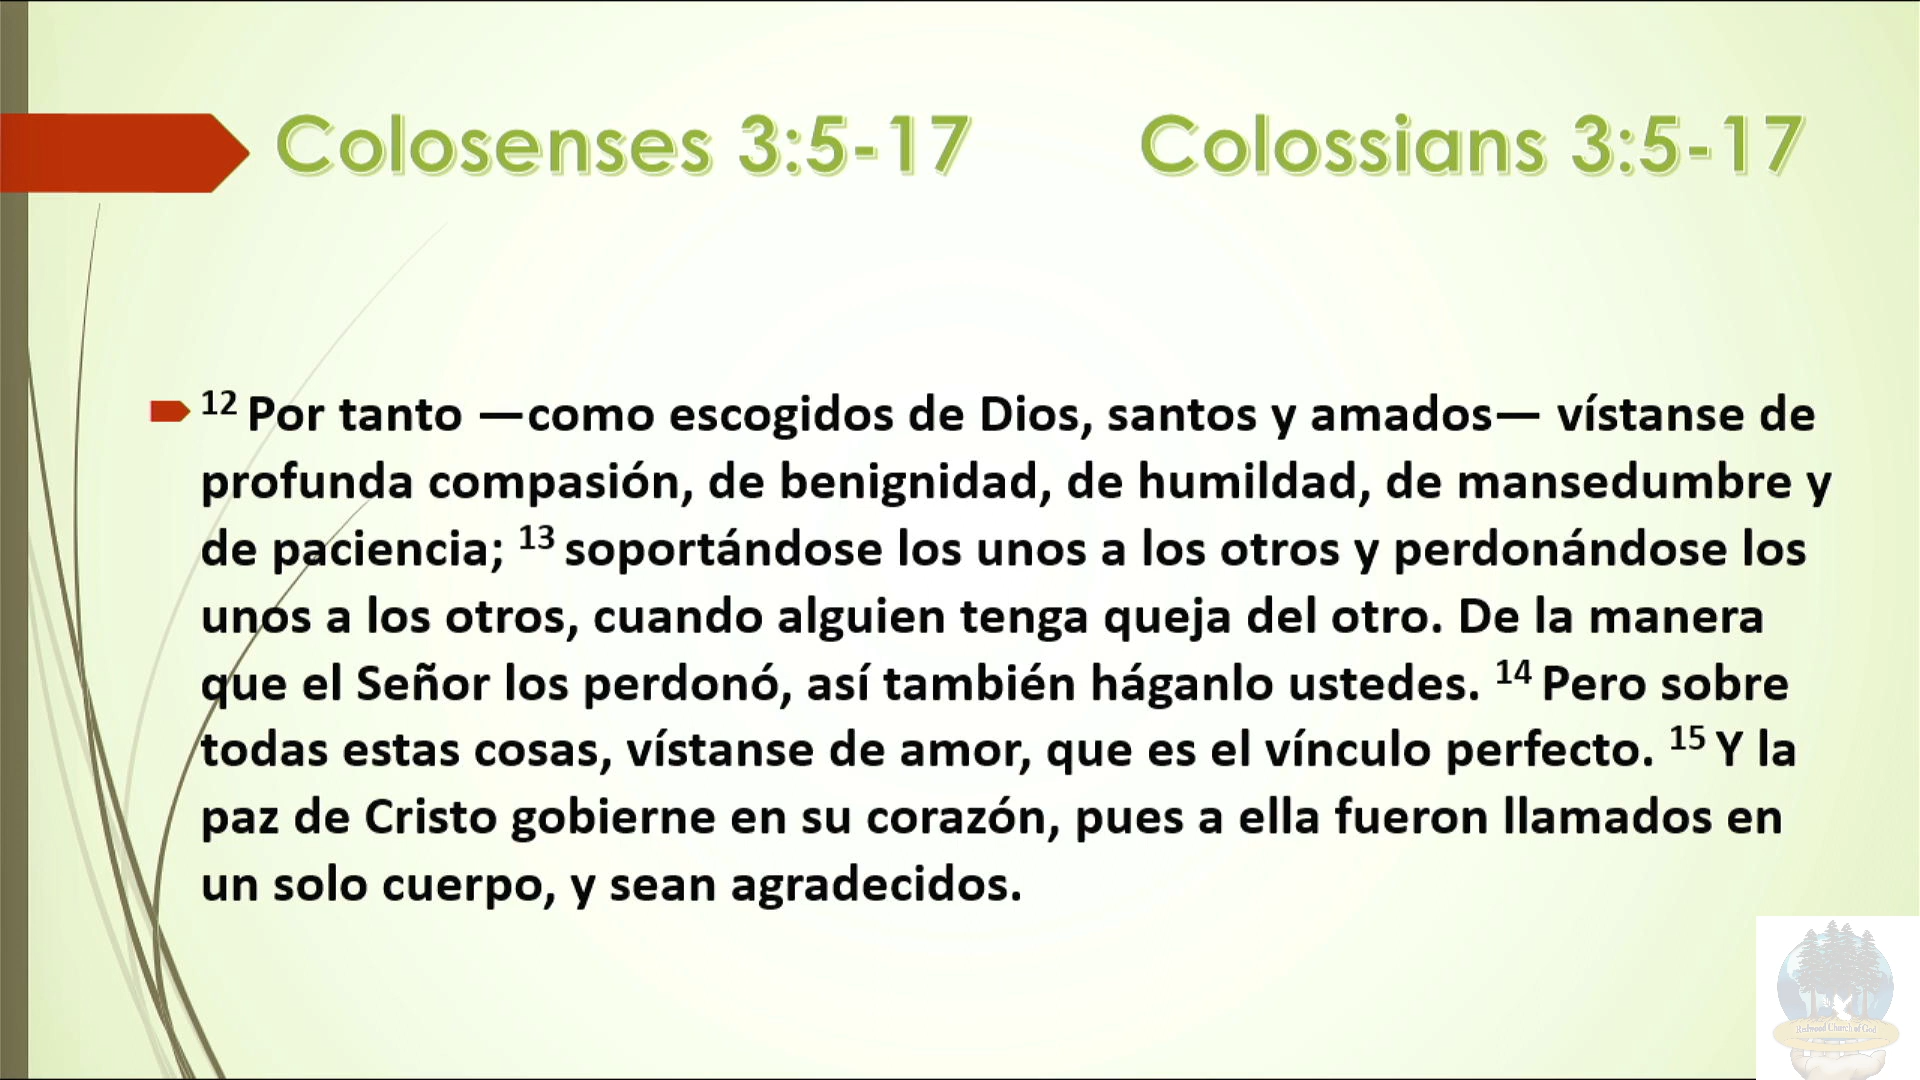 Colosenses 3:5-17 Colossians 3:5-17
12 Por tanto —como escogidos de Dios, santos y amados— vístanse de
profunda compasión, de benignidad, de humildad, de mansedumbre y
de paciencia; 13 soportándose los unos a los otros y perdonándose los
unos a los otros, cuando alguien tenga queja del otro. De la manera
que el Señor los perdonó, así también háganlo ustedes. 14 Pero sobre
todas estas cosas, vístanse de amor, que es el vínculo perfecto. 15 Y la
paz de Cristo gobierne en su corazón, pues a ella fueron llamados en
un solo cuerpo, y sean agradecidos.
Redwood Church of God